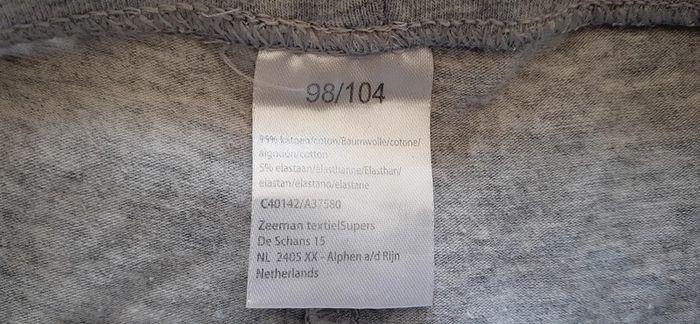 98/104
95% katoen/coton/Baumwolle/cotone/
algodón/cotton
5% elastaan/élasthanne/Elasthan/
elastan/elastano/elastane
C40142/A37580
Zeeman textielSupers
De Schans 15
NL 2405 XX - Alphen a/d Rijn
Netherlands